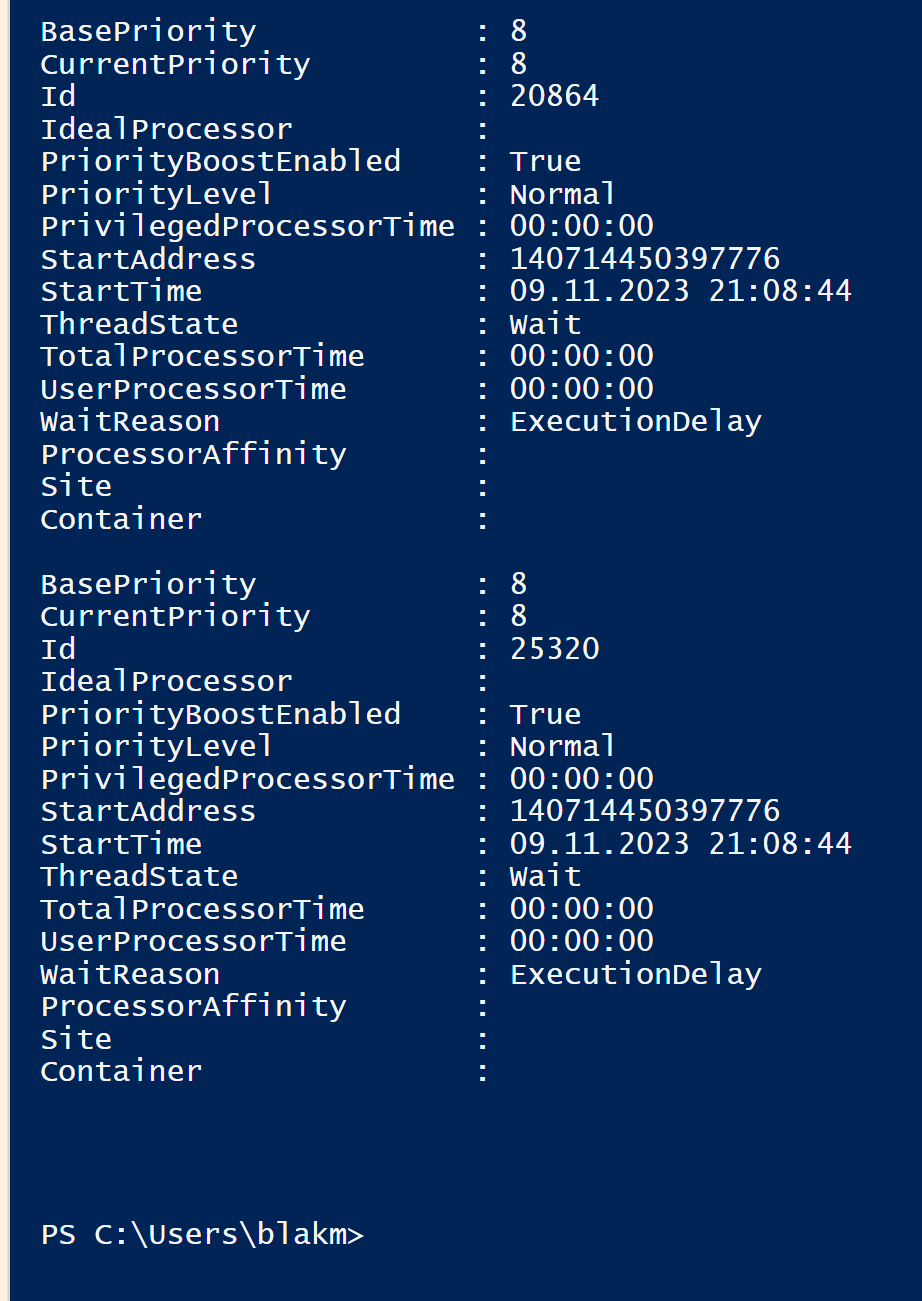 BasePriority : 8
CurrentPriority : 8
Id : 20864
IdealProcessor :
PriorityBoostEnabled : True
PriorityLevel : Normal
PrivilegedProcessorTime : 00:00:00
StartAddress : 140714450397776
StartTime : 09.11.2023 21:08:44
ThreadState : Wait
TotalProcessorTime : 00:00:00
UserProcessorTime : 00:00:00
WaitReason : ExecutionDelay
ProcessorAffinity :
Site :
Container :
BasePriority : 8
CurrentPriority : 8
Id : 25320
IdealProcessor :
PriorityBoostEnabled : True
PriorityLevel : Normal
PrivilegedProcessorTime : 00:00:00
StartAddress : 140714450397776
StartTime : 09.11.2023 21:08:44
ThreadState : Wait
TotalProcessorTime : 00:00:00
UserProcessorTime : 00:00:00
WaitReason : ExecutionDelay
ProcessorAffinity :
Site :
Container :
PS C:\Users\blakm>